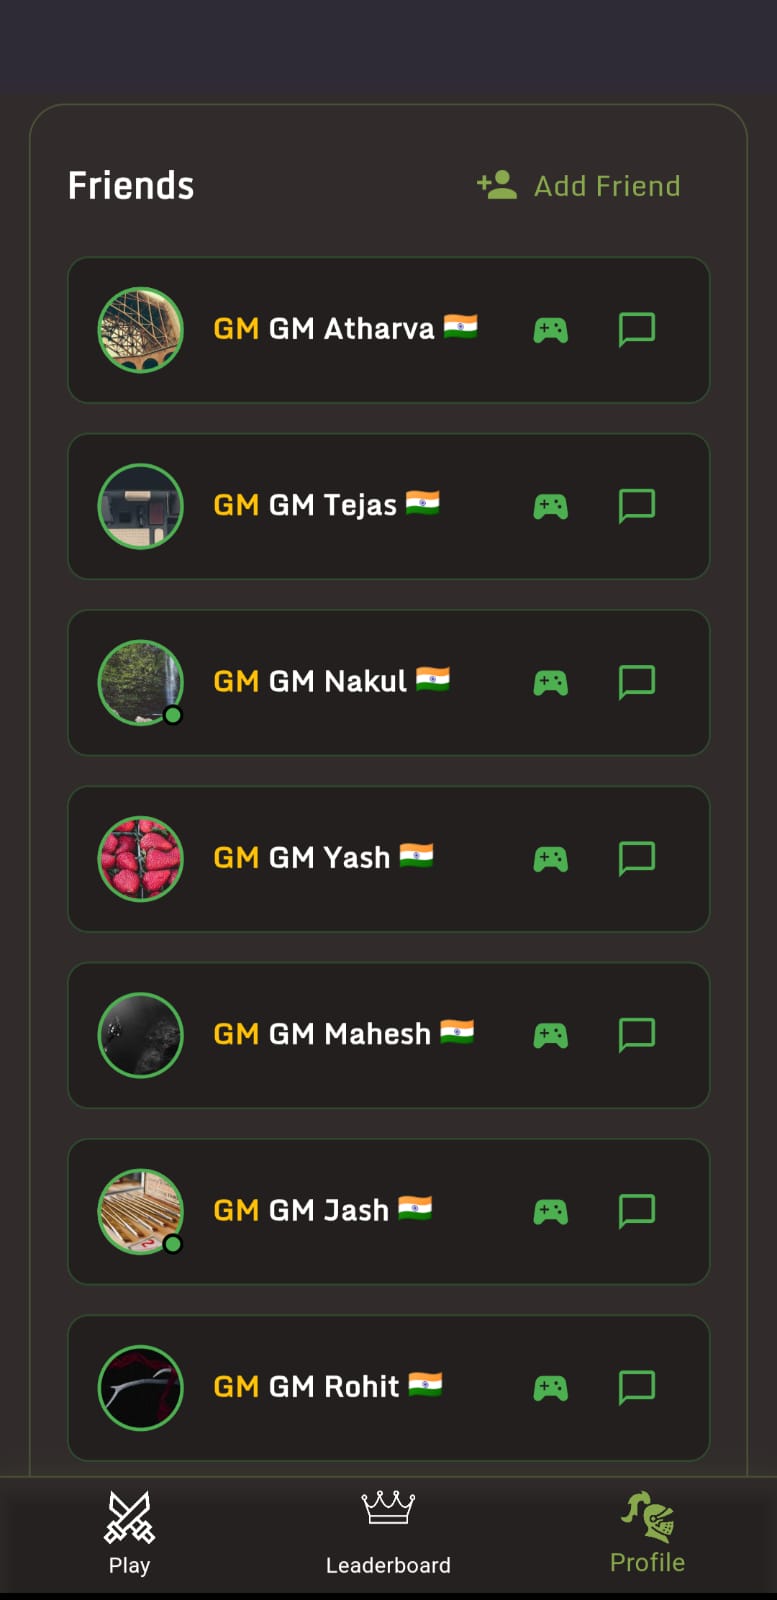 Friends
Add Friend
GM GM Atharva 🇮🇳
GM GM Tejas 🇮🇳
GM GM Nakul 🇮🇳
GM GM Yash 🇮🇳
GM GM Mahesh 🇮🇳
GM GM Jash 🇮🇳
GM GM Rohit 🇮🇳
Play
Leaderboard
Profile